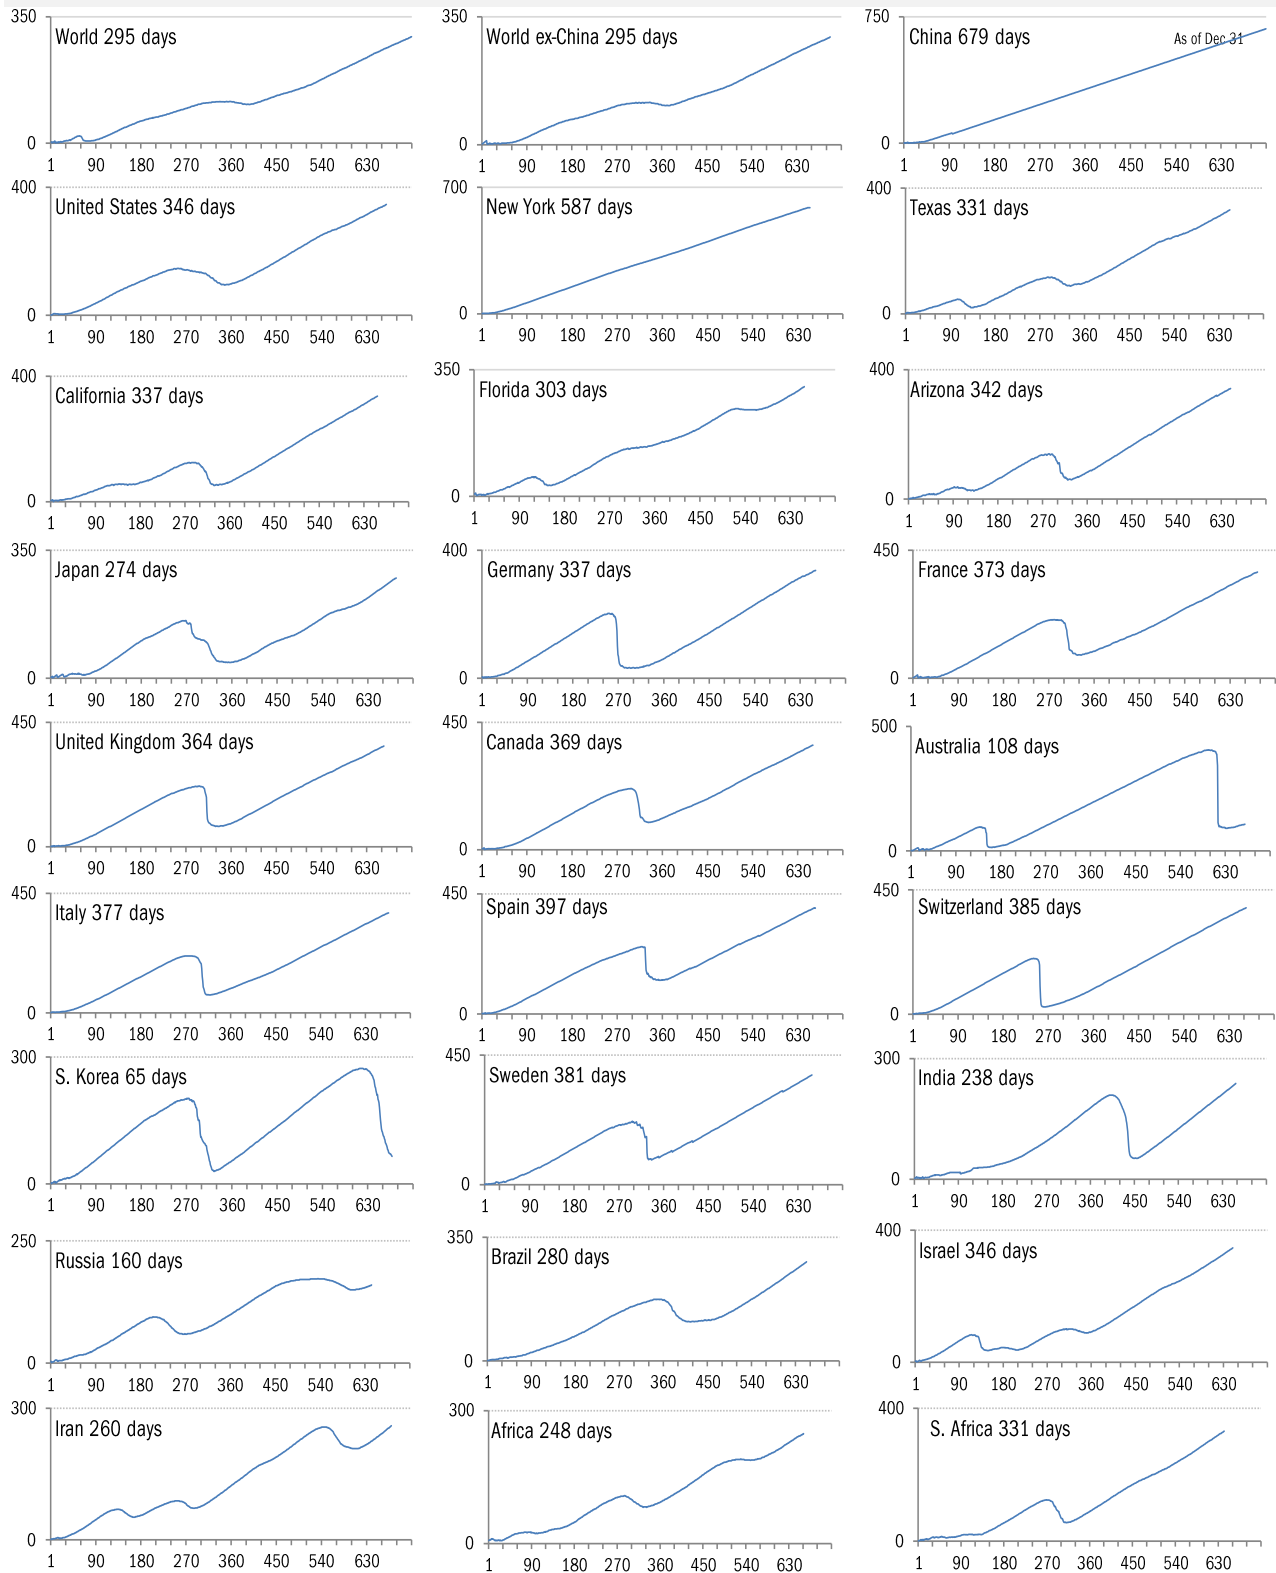 350
World 295 days
0
1 90 180 270 360 450 540 630
350
World ex-China 295 days
0
1 90 180 270 360 450 540 630
750
China 679 days
As of Dec 31
0
1 90 180 270 360 450 540 630
400
United States 346 days
0
1 90 180 270 360 450 540 630
700
New York 587 days
0
1 90 180 270 360 450 540 630
400
Texas 331 days
0
1 90 180 270 360 450 540 630
400
California 337 days
0
1 90 180 270 360 450 540 630
350
Florida 303 days
0
1 90 180 270 360 450 540 630
400
Arizona 342 days
0
1 90 180 270 360 450 540 630
350
Japan 274 days
0
1 90 180 270 360 450 540 630
400
Germany 337 days
0
1 90 180 270 360 450 540 630
450
France 373 days
0
1 90 180 270 360 450 540 630
450
United Kingdom 364 days
0
1 90 180 270 360 450 540 630
450
Canada 369 days
0
1 90 180 270 360 450 540 630
500
Australia 108 days
0
1 90 180 270 360 450 540 630
450
Italy 377 days
0
1 90 180 270 360 450 540 630
450
Spain 397 days
0
1 90 180 270 360 450 540 630
450
Switzerland 385 days
0
1 90 180 270 360 450 540 630
300
S. Korea 65 days
0
1 90 180 270 360 450 540 630
450
Sweden 381 days
0
1 90 180 270 360 450 540 630
300
India 238 days
0
1 90 180 270 360 450 540 630
250
Russia 160 days
0
1 90 180 270 360 450 540 630
350
Brazil 280 days
0
1 90 180 270 360 450 540 630
400
Israel 346 days
0
1 90 180 270 360 450 540 630
300
Iran 260 days
0
1 90 180 270 360 450 540 630
300
Africa 248 days
0
1 90 180 270 360 450 540 630
400
S. Africa 331 days
0
1 90 180 270 360 450 540 630